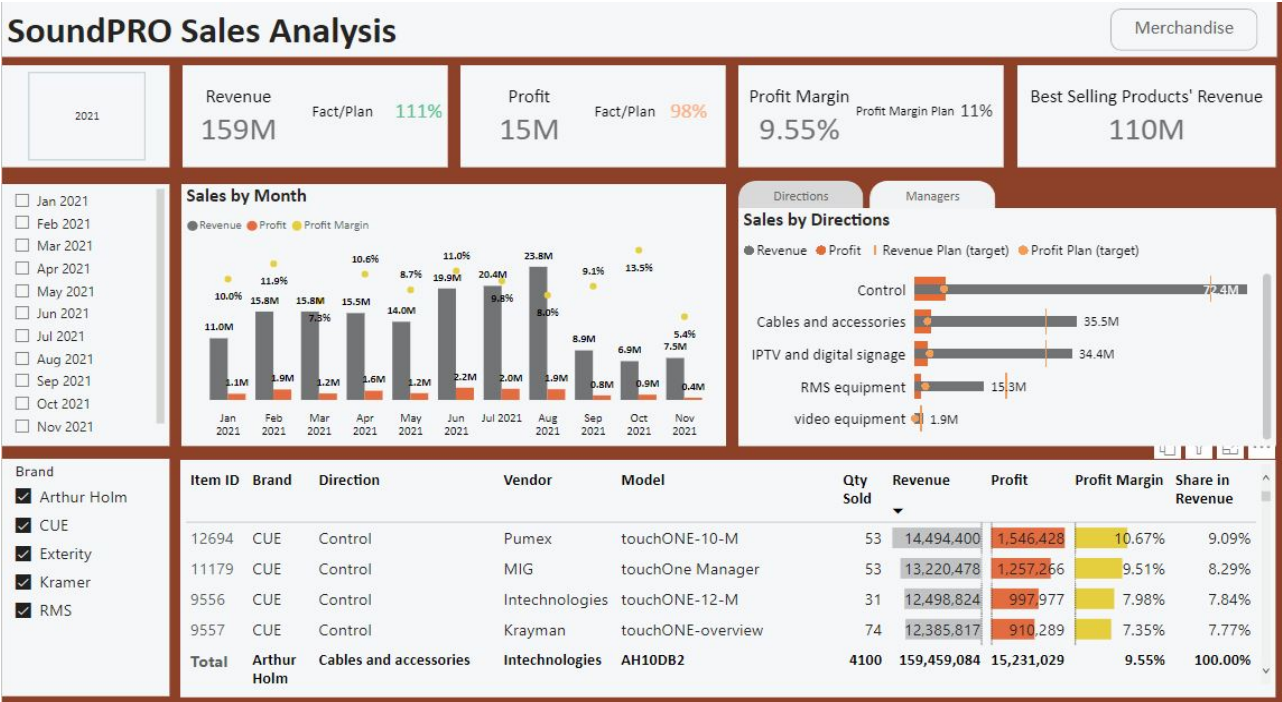 SoundPRO Sales Analysis
Merchandise
2021
Revenue
159M
Fact/Plan 111%
Profit
15M
Fact/Plan 98%
Profit Margin
9.55%
Profit Margin Plan 11%
Best Selling Products' Revenue
110M
Jan 2021
Feb 2021
Mar 2021
Apr 2021
May 2021
Jun 2021
Jul 2021
Aug 2021
Sep 2021
Oct 2021
Nov 2021
Sales by Month
Revenue Profit Profit Margin
10.0% 11.9% 7.3% 10.6% 8.7% 11.0% 9.8% 8.0% 9.1% 13.5% 5.4%
11.0M 15.8M 15.8M 15.5M 14.0M 19.9M 20.4M 23.8M 8.9M 6.9M 7.5M
1.1M 1.9M 1.2M 1.6M 1.2M 2.2M 2.0M 1.9M 0.8M 0.9M 0.4M
Jan 2021 Feb 2021 Mar 2021 Apr 2021 May 2021 Jun 2021 Jul 2021 Aug 2021 Sep 2021 Oct 2021 Nov 2021
Directions
Managers
Sales by Directions
Revenue Profit Revenue Plan (target) Profit Plan (target)
Control 72.4M
Cables and accessories 35.5M
IPTV and digital signage 34.4M
RMS equipment 15.3M
video equipment 1.9M
Brand
Arthur Holm
CUE
Exterity
Kramer
RMS
Item ID Brand Direction Vendor Model Qty Sold Revenue Profit Profit Margin Share in Revenue
12694 CUE Control Pumex touchONE-10-M 53 14,494,400 1,546,428 10.67% 9.09%
11179 CUE Control MIG touchOne Manager 53 13,220,478 1,257,266 9.51% 8.29%
9556 CUE Control Intechnologies touchONE-12-M 31 12,498,824 997,977 7.98% 7.84%
9557 CUE Control Krayman touchONE-overview 74 12,385,817 910,289 7.35% 7.77%
Total Arthur Holm Cables and accessories Intechnologies AH10DB2 4100 159,459,084 15,231,029 9.55% 100.00%